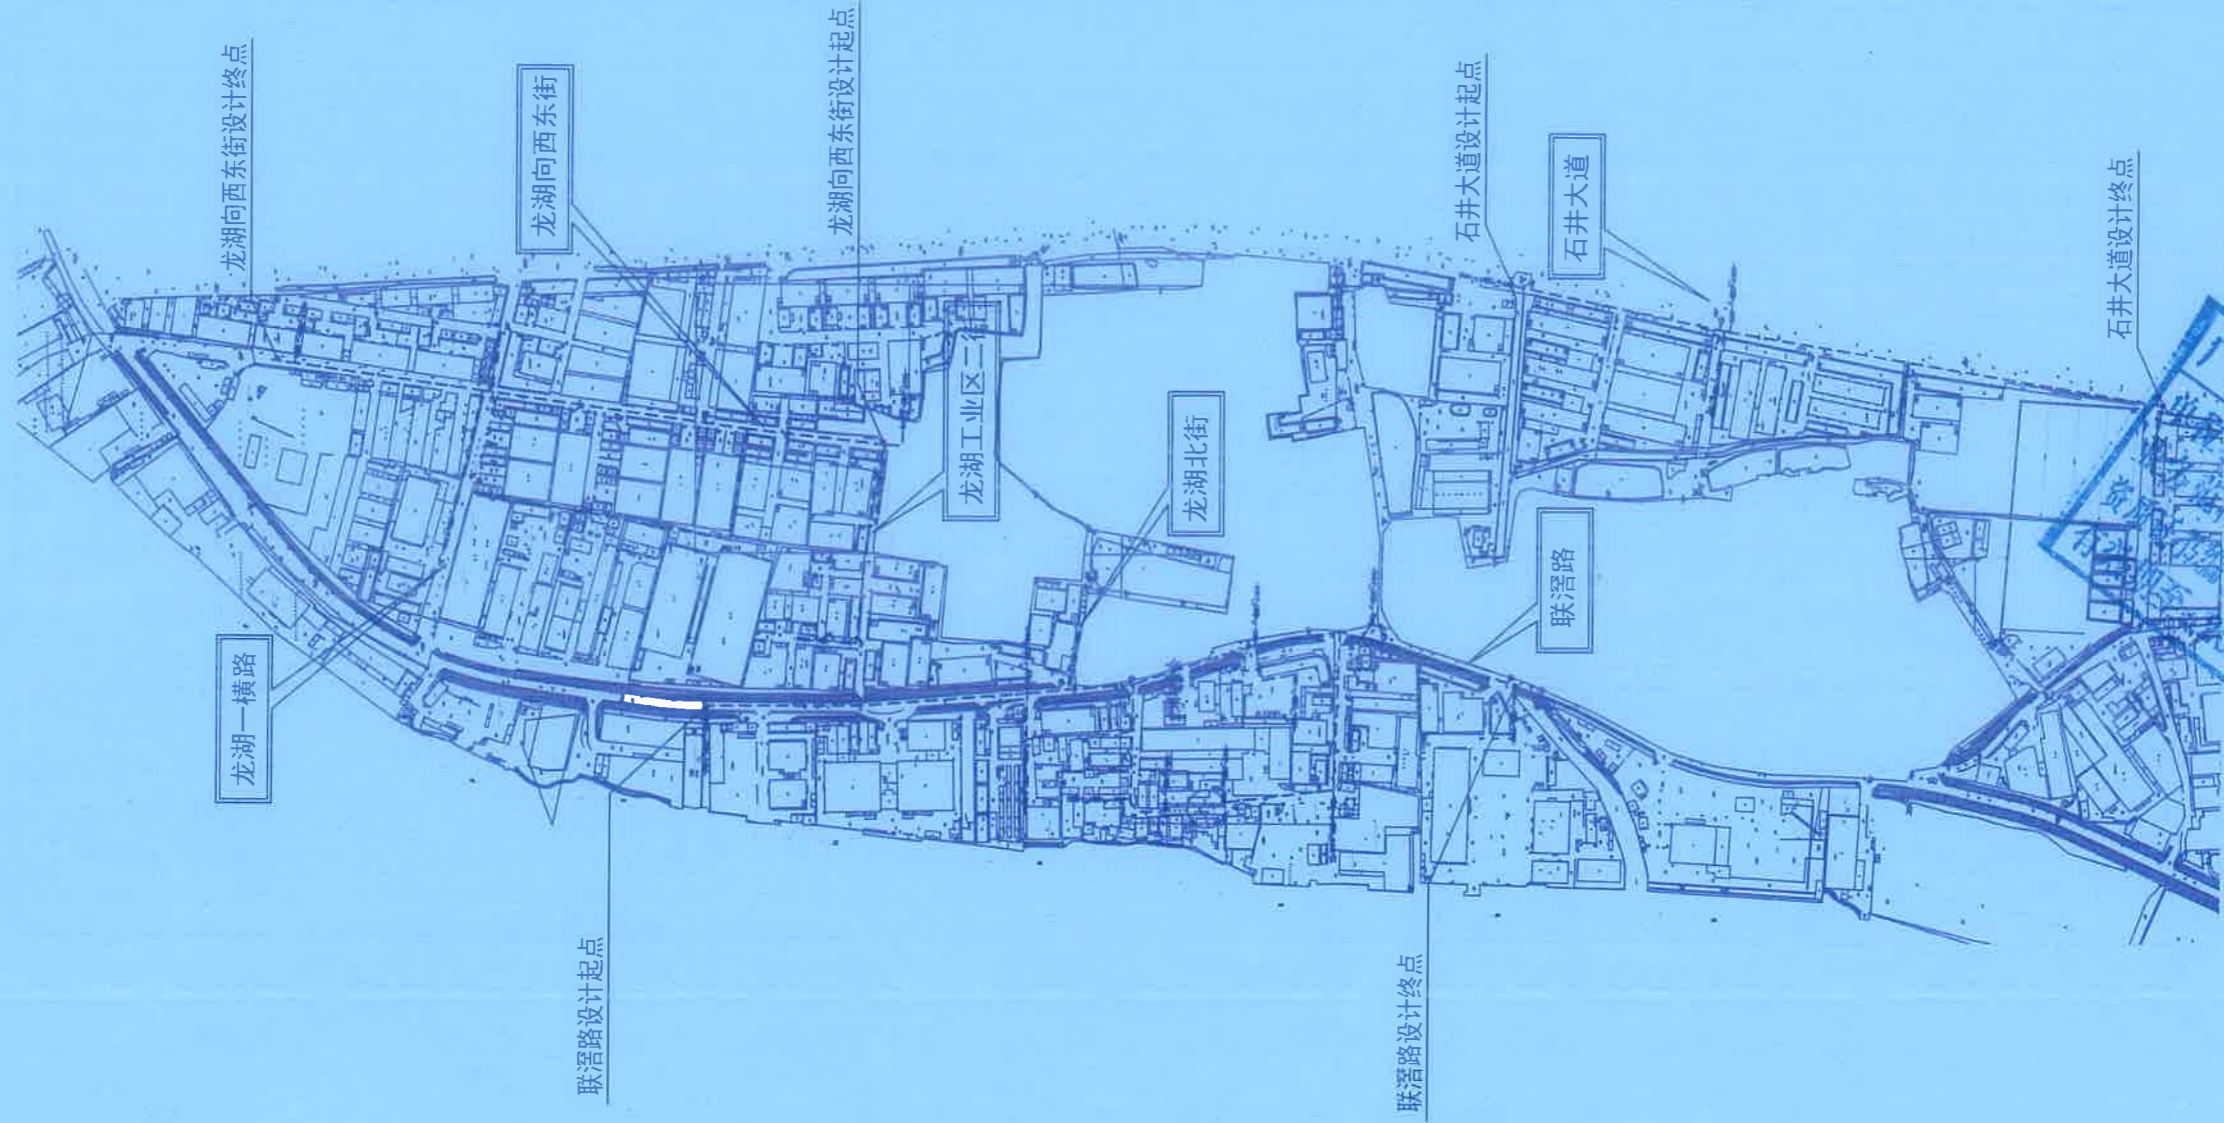 龙湖向西东街设计终点
龙湖向西东街
龙湖向西东街设计起点
石井大道设计起点
石井大道
石井大道设计终点
龙湖工业区二
龙湖北街
联滘路
龙湖一横路
联滘路设计起点
联滘路设计终点